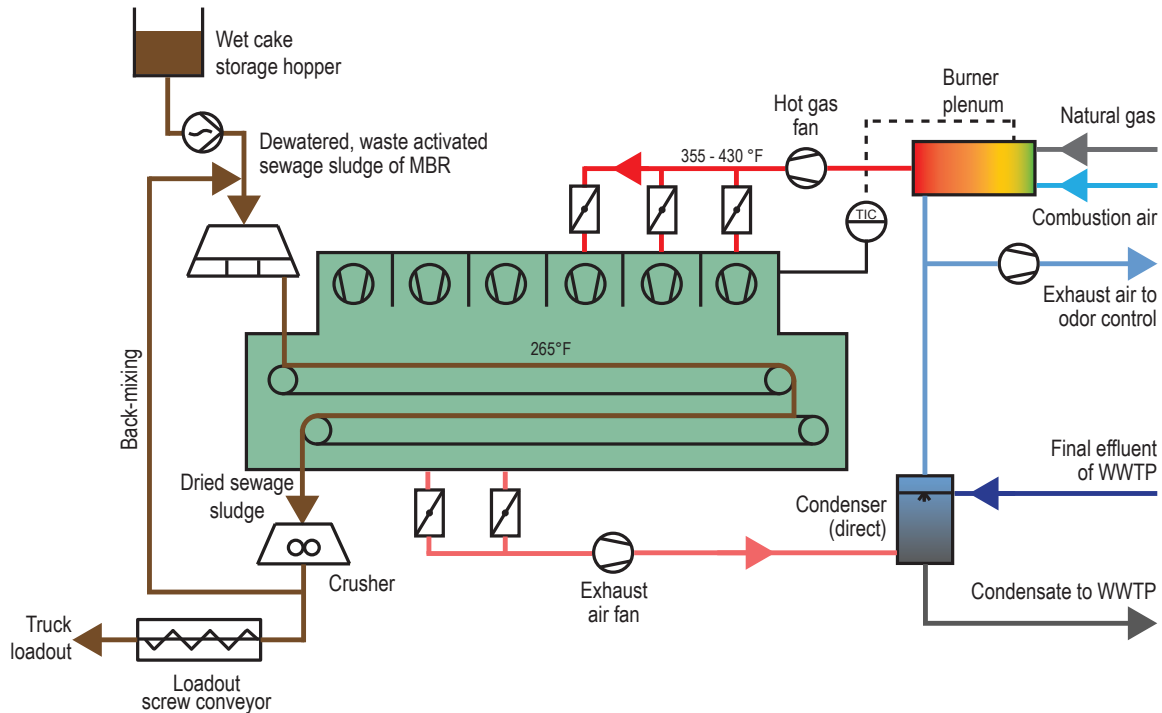 Wet cake
storage hopper
Dewatered, waste activated
sewage sludge of MBR
Hot gas
fan
Burner
plenum
Natural gas
355 - 430 °F
TIC
Combustion air
Exhaust air to
odor control
265°F
Back-mixing
Dried sewage
sludge
Crusher
Final effluent
of WWTP
Condenser
(direct)
Exhaust
air fan
Condensate to WWTP
Truck
loadout
Loadout
screw conveyor